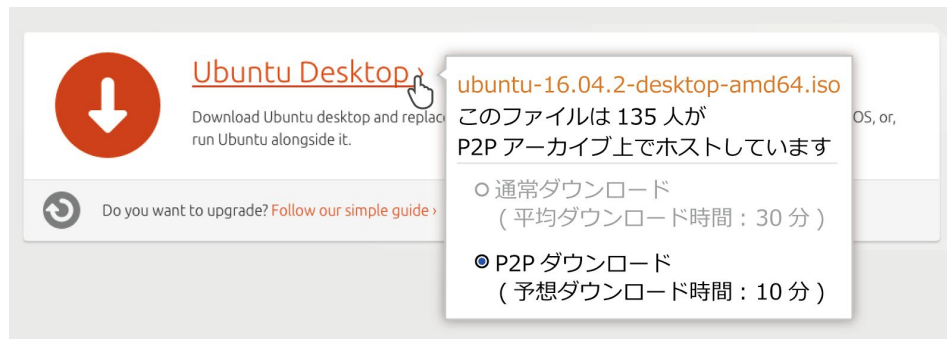 Ubuntu Desktop ›
Download Ubuntu desktop and replac
OS, or,
run Ubuntu alongside it.
Do you want to upgrade? Follow our simple guide ›
ubuntu-16.04.2-desktop-amd64.iso
このファイルは 135 人が
P2P アーカイブ上でホストしています
通常ダウンロード
( 平均ダウンロード時間 : 30 分 )
P2P ダウンロード
( 予想ダウンロード時間 : 10 分 )